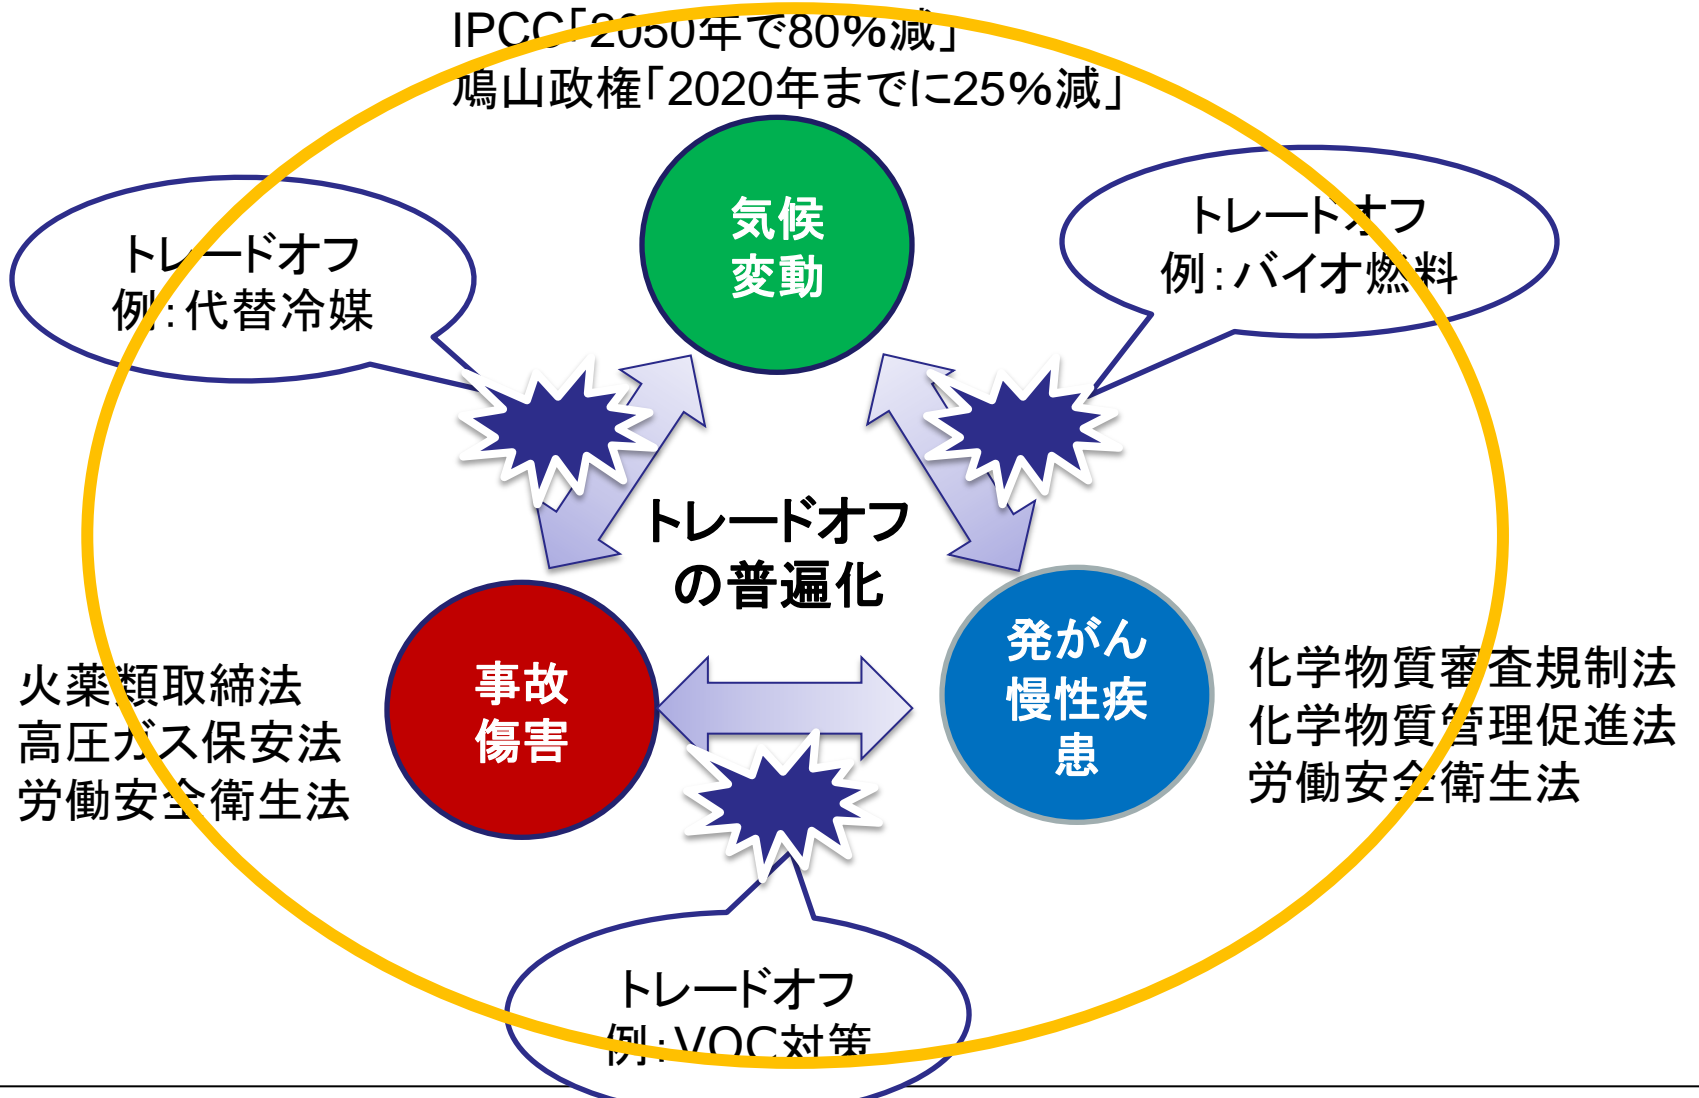 IPCC「2050年で80%減」
鳩山政権「2020年までに25%減」
気候
変動
トレードオフ
例：代替冷媒
トレードオフ
例：バイオ燃料
トレードオフ
の普遍化
事故
傷害
発がん
慢性疾
患
火薬類取締法
高圧ガス保安法
労働安全衛生法
化学物質審査規制法
化学物質管理促進法
労働安全衛生法
トレードオフ
例：VOC対策